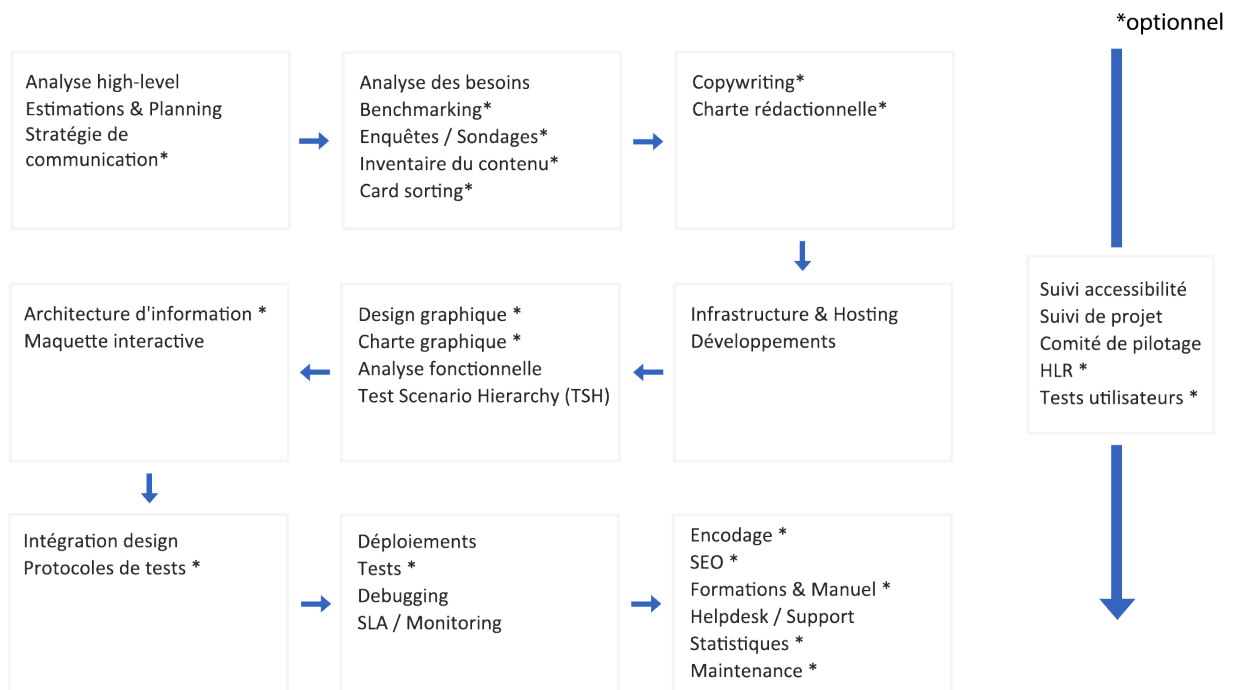 *optionnel
Analyse high-level
Estimations & Planning
Stratégie de
communication*
Analyse des besoins
Benchmarking*
Enquêtes / Sondages*
Inventaire du contenu*
Card sorting*
Copywriting*
Charte rédactionnelle*
Infrastructure & Hosting
Développements
Design graphique *
Charte graphique *
Analyse fonctionnelle
Test Scenario Hierarchy (TSH)
Architecture d'information *
Maquette interactive
Intégration design
Protocoles de tests *
Déploiements
Tests *
Debugging
SLA / Monitoring
Encodage *
SEO *
Formations & Manuel *
Helpdesk / Support
Statistiques *
Maintenance *
Suivi accessibilité
Suivi de projet
Comité de pilotage
HLR *
Tests utilisateurs *